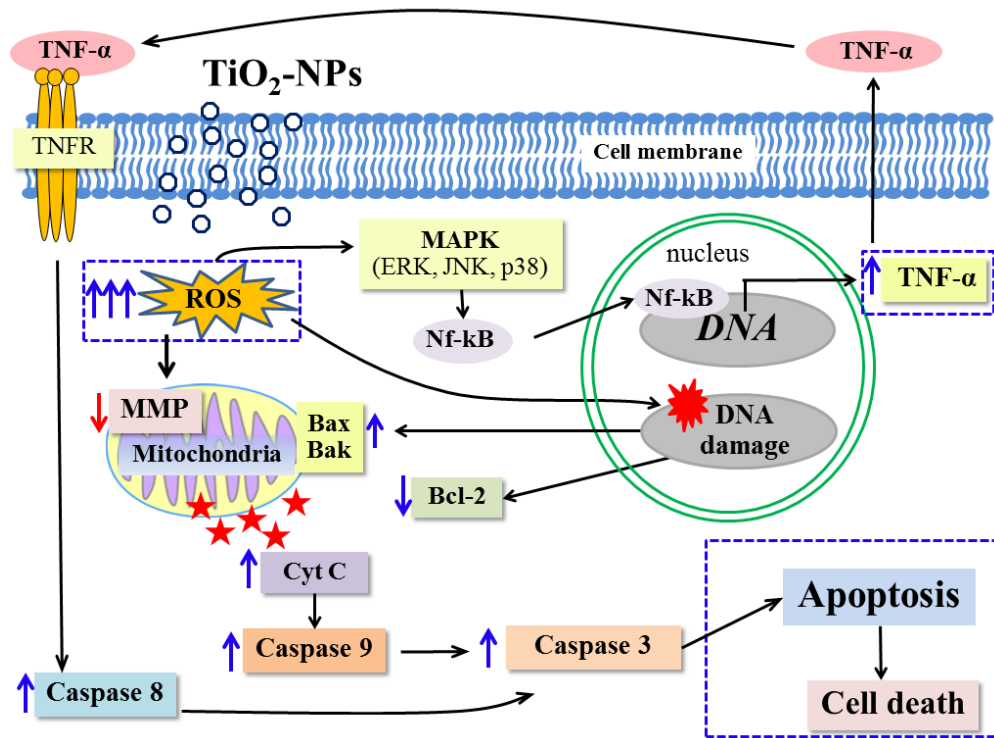 TNF-α
TNF-α
TiO₂-NPs
TNFR
Cell membrane
MAPK
(ERK, JNK, p38)
nucleus
ROS
Nf-kB
TNF-α
Nf-kB
DNA
MMP
Bax
Bak
DNA
damage
Mitochondria
Bcl-2
Cyt C
Apoptosis
Caspase 9
Caspase 3
Caspase 8
Cell death